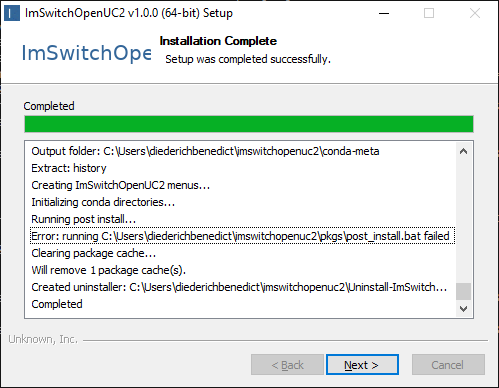 ImSwitchOpenUC2 v1.0.0 (64-bit) Setup
ImSwitchOpe
Installation Complete
Setup was completed successfully.
Completed
Output folder: C:\Users\diederichbenedict\imswitchopenuc2\conda-meta
Extract: history
Creating ImSwitchOpenUC2 menus...
Initializing conda directories...
Running post install...
Error: running C:\Users\diederichbenedict\imswitchopenuc2\pkgs\post_install.bat failed
Clearing package cache...
Will remove 1 package cache(s).
Created uninstaller: C:\Users\diederichbenedict\imswitchopenuc2\Uninstall-ImSwitch...
Completed
Unknown, Inc.
< Back
Next >
Cancel